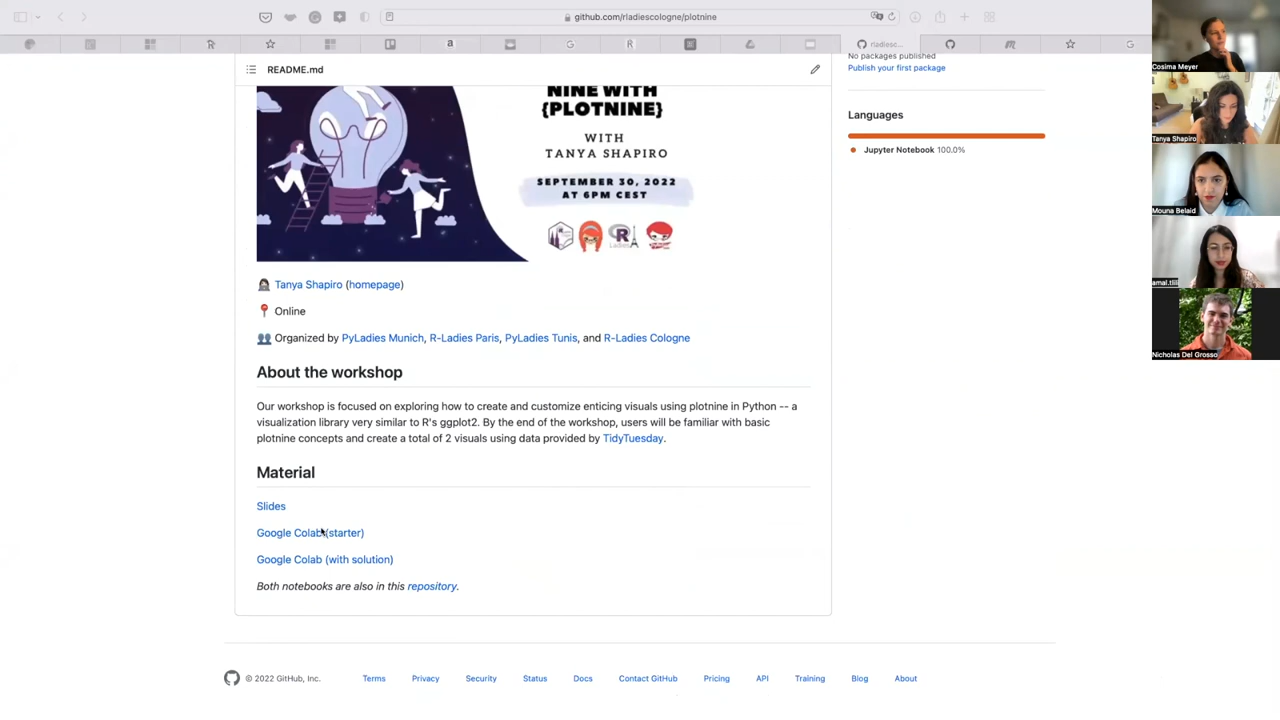 github.com/rladiescologne/plotnine
rladiesc...
No packages published
Publish your first package
README.md
NINE WITH
{PLOTNINE}
WITH
TANYA SHAPIRO
SEPTEMBER 30, 2022
AT 6PM CEST
Languages
Jupyter Notebook 100.0%
Tanya Shapiro (homepage)
Online
Organized by PyLadies Munich, R-Ladies Paris, PyLadies Tunis, and R-Ladies Cologne
About the workshop
Our workshop is focused on exploring how to create and customize enticing visuals using plotnine in Python -- a
visualization library very similar to R's ggplot2. By the end of the workshop, users will be familiar with basic
plotnine concepts and create a total of 2 visuals using data provided by TidyTuesday.
Material
Slides
Google Colab (starter)
Google Colab (with solution)
Both notebooks are also in this repository.
© 2022 GitHub, Inc.
Terms
Privacy
Security
Status
Docs
Contact GitHub
Pricing
API
Training
Blog
About
Cosima Meyer
Tanya Shapiro
Mouna Belaid
amal.tlili
Nicholas Del Grosso